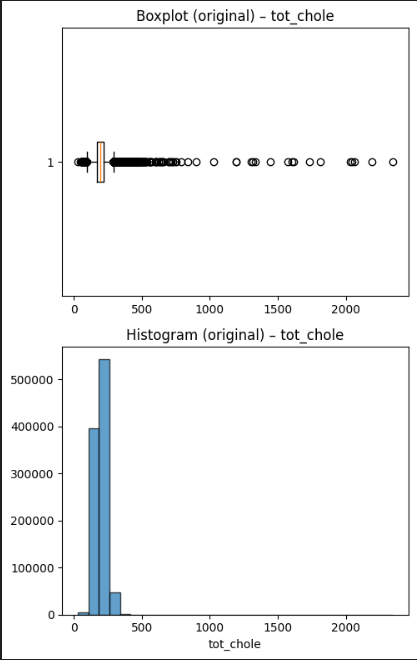 Boxplot (original) – tot_chole
1
0 500 1000 1500 2000
Histogram (original) – tot_chole
500000
400000
300000
200000
100000
0
0 500 1000 1500 2000
tot_chole